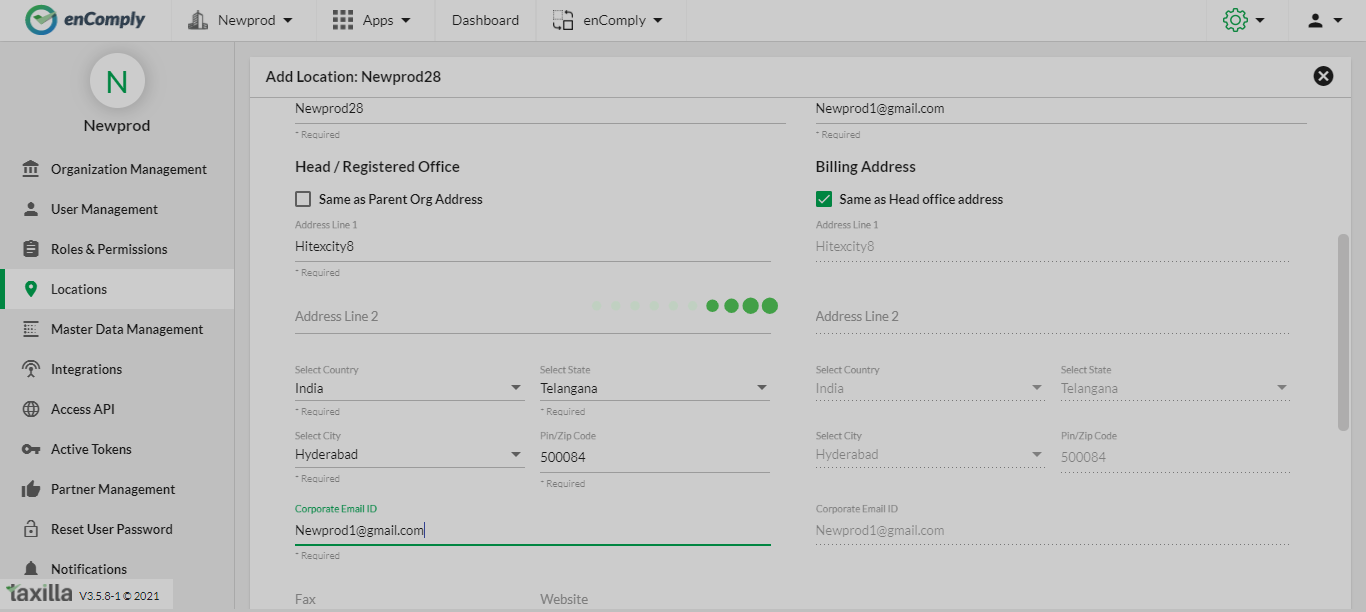 enComply Newprod Apps Dashboard enComply
N
Newprod
Organization Management
User Management
Roles & Permissions
Locations
Master Data Management
Integrations
Access API
Active Tokens
Partner Management
Reset User Password
Notifications
taxilla V3.5.8-1 © 2021
Add Location: Newprod28
Newprod28 Newprod1@gmail.com
* Required * Required
Head / Registered Office Billing Address
Same as Parent Org Address Same as Head office address
Address Line 1 Address Line 1
Hitexcity8 Hitexcity8
* Required
Address Line 2 Address Line 2
Select Country Select State Select Country Select State
India Telangana India Telangana
* Required * Required
Select City Pin/Zip Code Select City Pin/Zip Code
Hyderabad 500084 Hyderabad 500084
* Required * Required
Corporate Email ID Corporate Email ID
Newprod1@gmail.com Newprod1@gmail.com
* Required
Fax Website